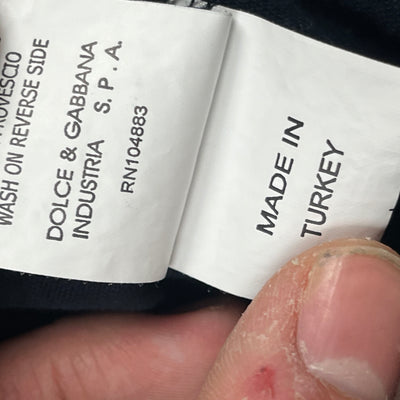 ROVESCIO
WASH ON REVERSE SIDE
DOLCE & GABBANA
INDUSTRIA S.P.A.
RN104883
MADE IN
TURKEY